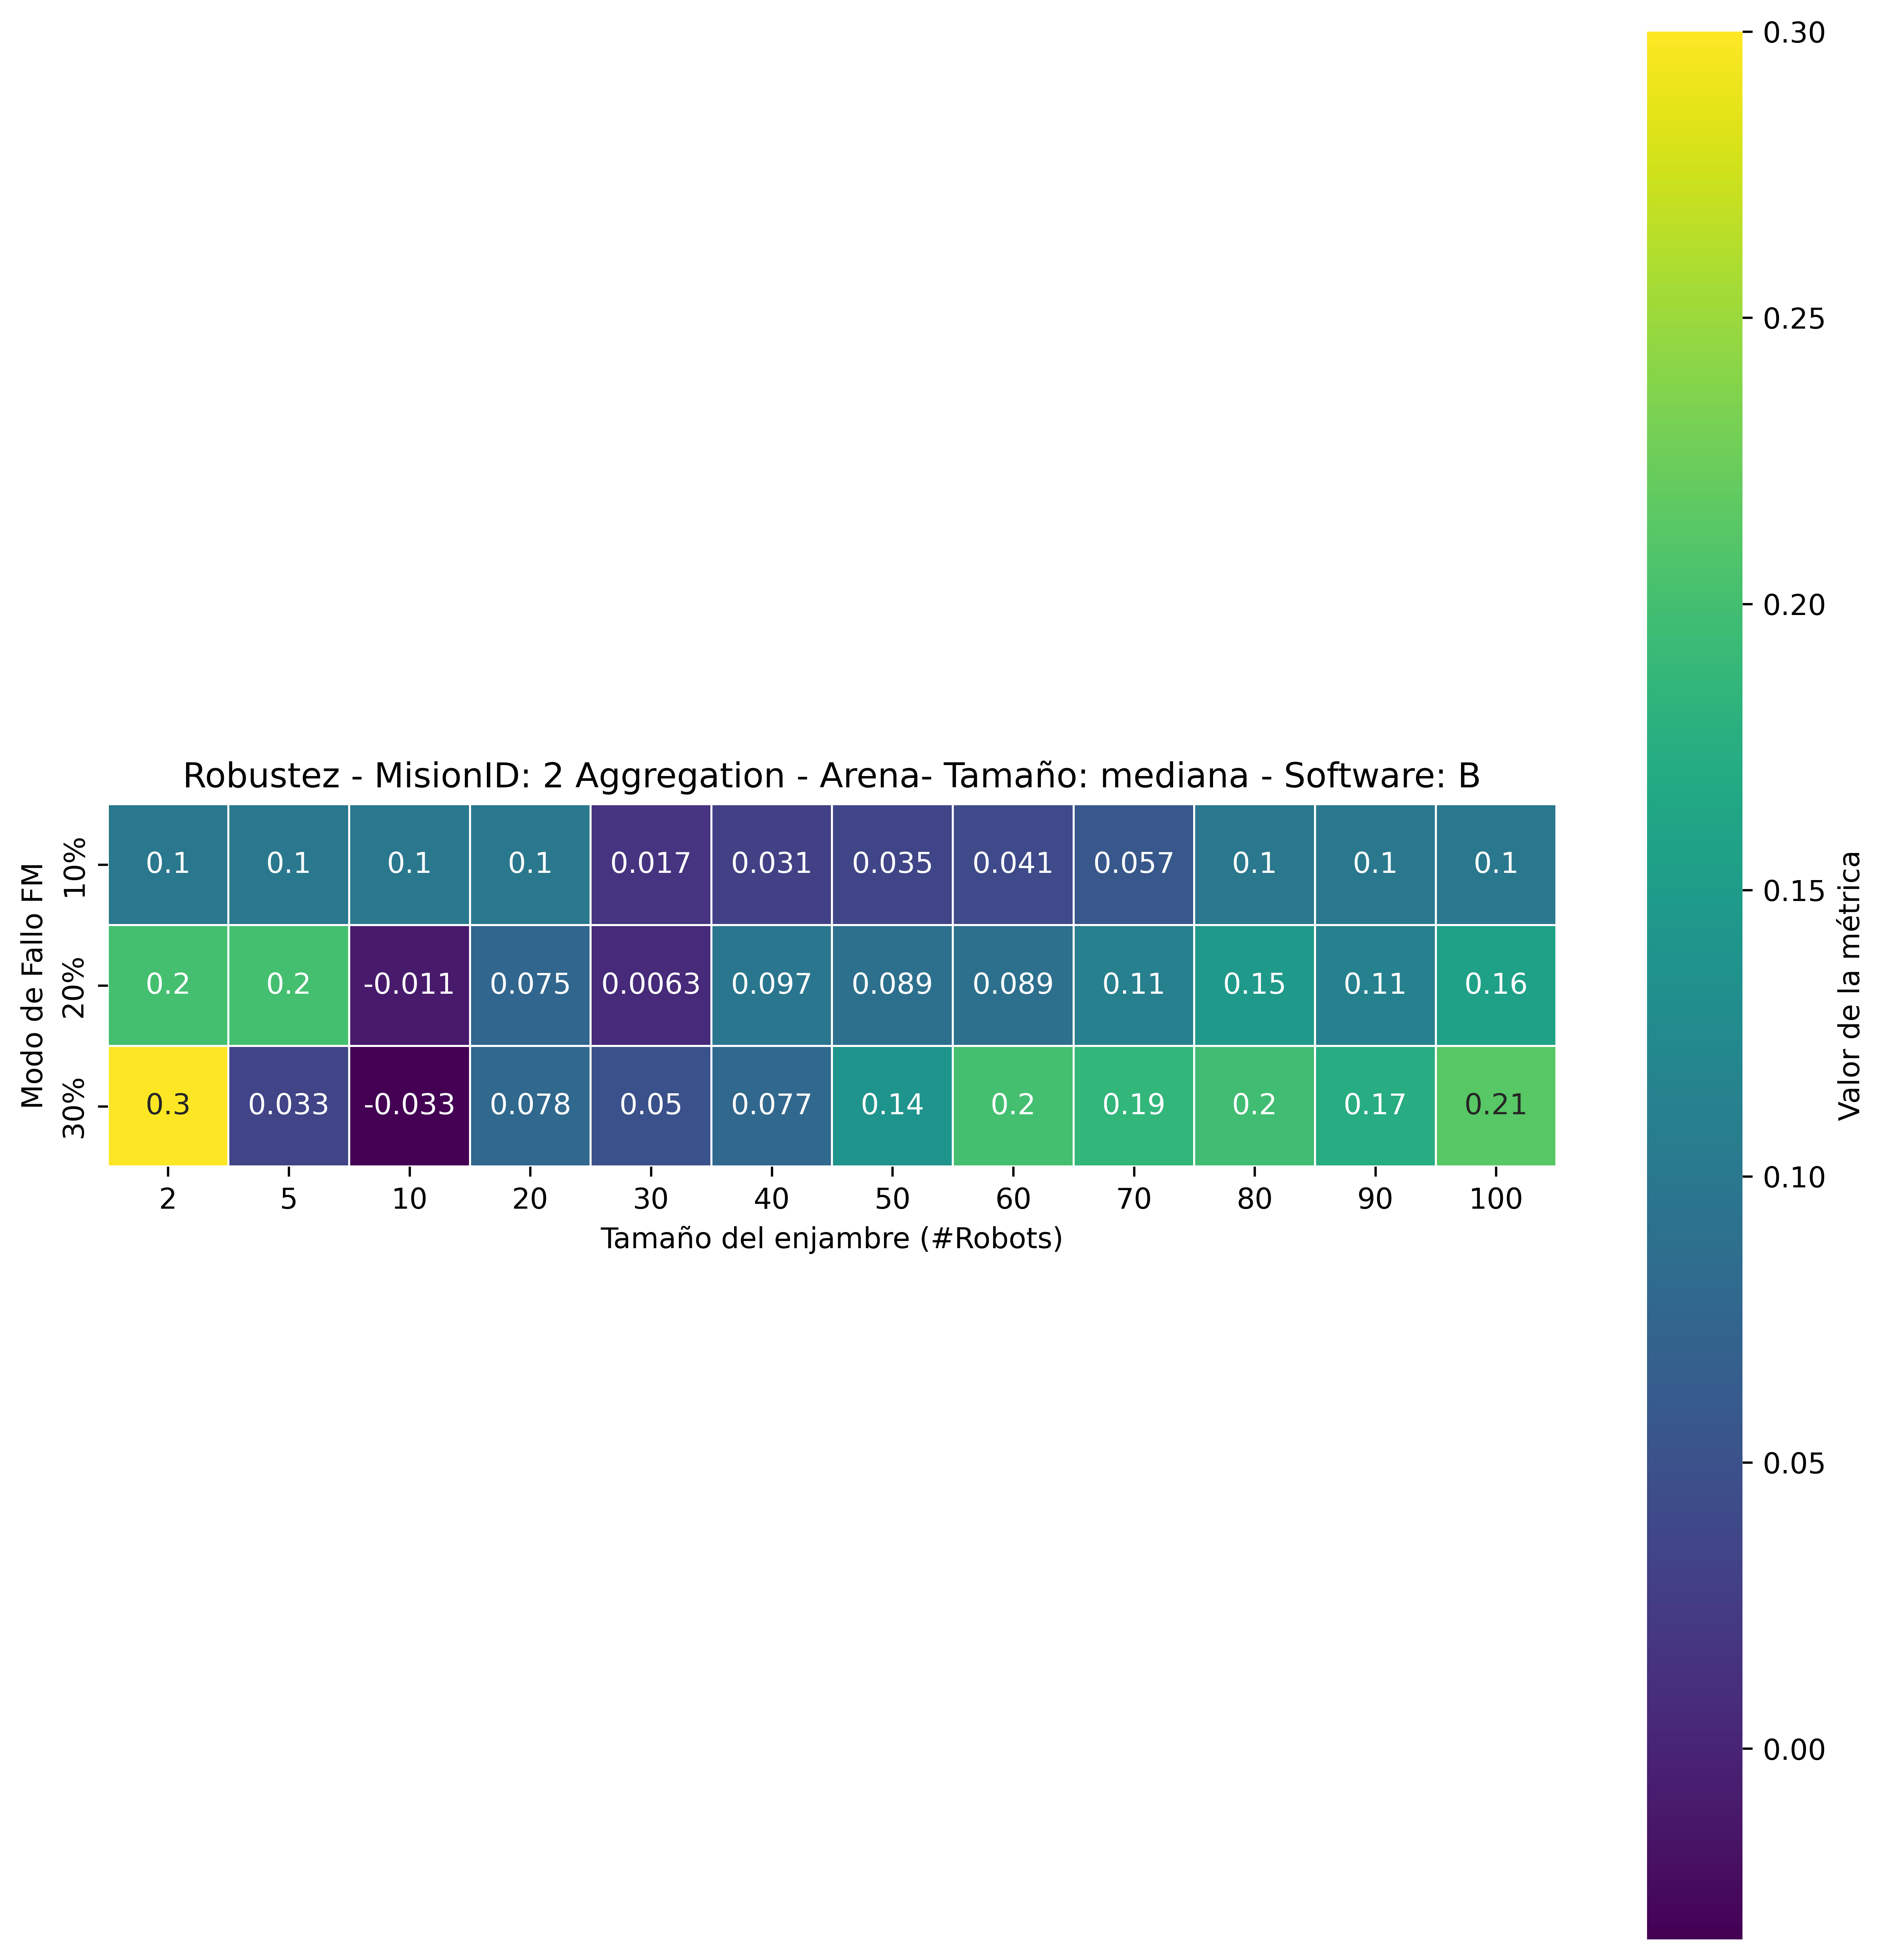 Robustez - MisionID: 2 Aggregation - Arena- Tamaño: mediana - Software: B
Modo de Fallo FM
10% 0.1 0.1 0.1 0.1 0.017 0.031 0.035 0.041 0.057 0.1 0.1 0.1
20% 0.2 0.2 -0.011 0.075 0.0063 0.097 0.089 0.089 0.11 0.15 0.11 0.16
30% 0.3 0.033 -0.033 0.078 0.05 0.077 0.14 0.2 0.19 0.2 0.17 0.21
2 5 10 20 30 40 50 60 70 80 90 100
Tamaño del enjambre (#Robots)
0.30
0.25
0.20
0.15
0.10
0.05
0.00
Valor de la métrica